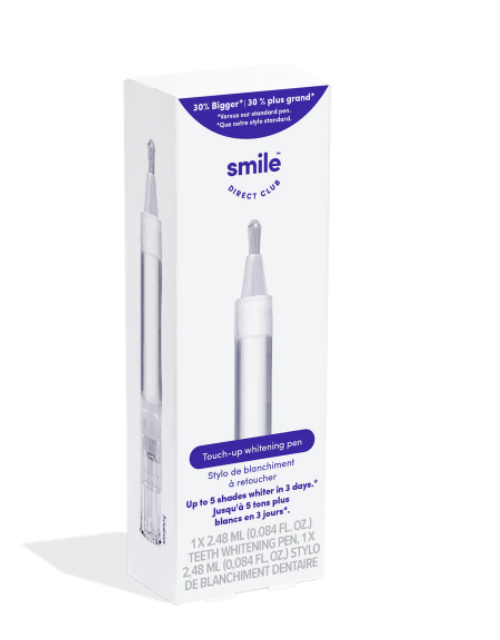 30% Bigger* | 30 % plus grand*
*Versus our standard pen.
*Que notre stylo standard.
smile™
DIRECT CLUB
Touch-up whitening pen
Stylo de blanchiment
à retoucher
Up to 5 shades whiter in 3 days.*
Jusqu'à 5 tons plus
blancs en 3 jours*.
1 X 2.48 ML (0.084 FL. OZ.)
TEETH WHITENING PEN, 1 X
2,48 ML (0.084 FL. OZ.) STYLO
DE BLANCHIMENT DENTAIRE